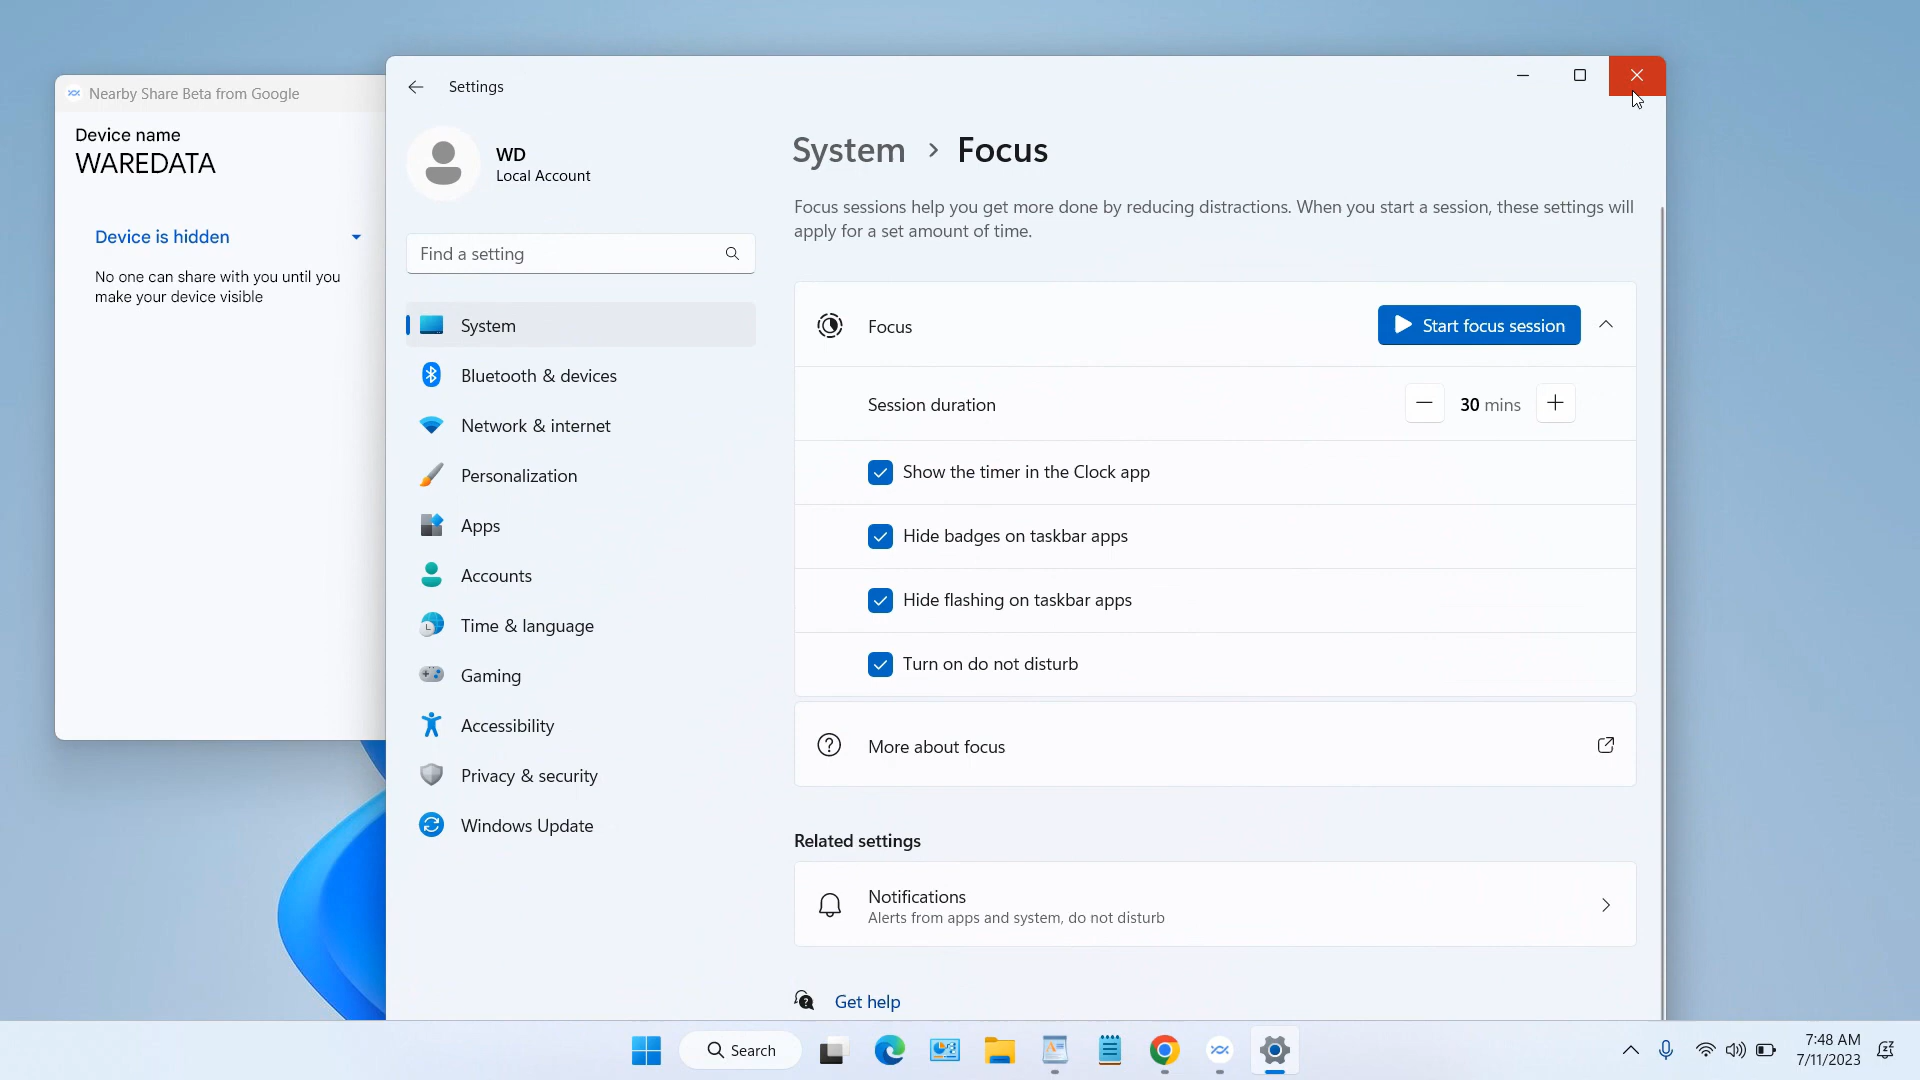 Nearby Share Beta from Google
Device name
WAREDATA
Device is hidden
No one can share with you until you
make your device visible
Settings
WD
Local Account
Find a setting
System
Bluetooth & devices
Network & internet
Personalization
Apps
Accounts
Time & language
Gaming
Accessibility
Privacy & security
Windows Update
System > Focus
Focus sessions help you get more done by reducing distractions. When you start a session, these settings will
apply for a set amount of time.
Focus
Start focus session
Session duration
30 mins
Show the timer in the Clock app
Hide badges on taskbar apps
Hide flashing on taskbar apps
Turn on do not disturb
More about focus
Related settings
Notifications
Alerts from apps and system, do not disturb
Get help
Search
7:48 AM
7/11/2023